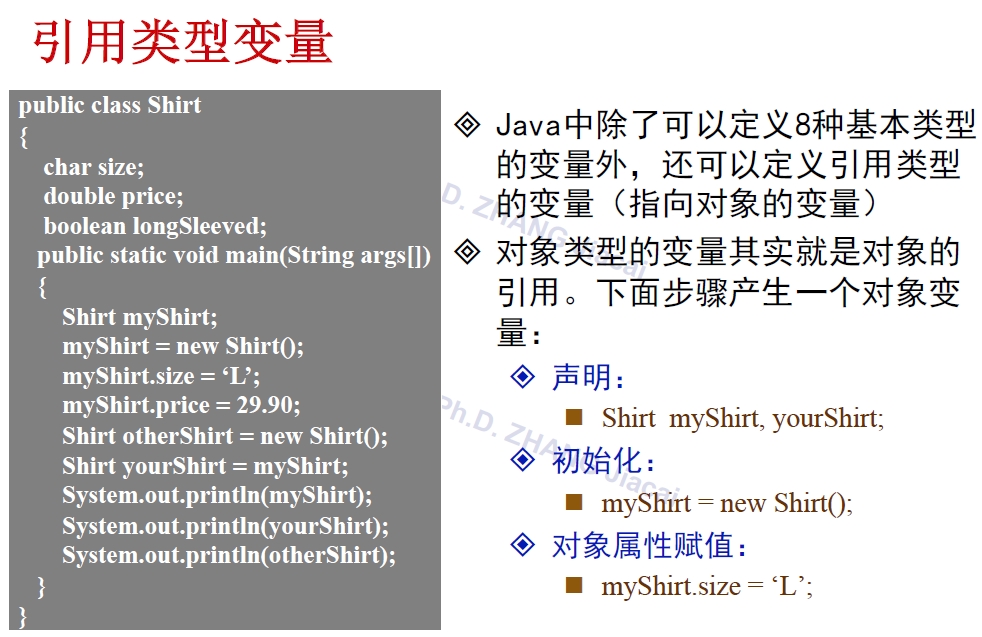 引用类型变量
public class Shirt
{
char size;
double price;
boolean longSleeved;
public static void main(String args[])
{
Shirt myShirt;
myShirt = new Shirt();
myShirt.size = ‘L’;
myShirt.price = 29.90;
Shirt otherShirt = new Shirt();
Shirt yourShirt = myShirt;
System.out.println(myShirt);
System.out.println(yourShirt);
System.out.println(otherShirt);
}
}
Java中除了可以定义8种基本类型
的变量外，还可以定义引用类型
的变量（指向对象的变量）
对象类型的变量其实就是对象的
引用。下面步骤产生一个对象变
量：
声明：
Shirt myShirt, yourShirt;
初始化：
myShirt = new Shirt();
对象属性赋值：
myShirt.size = ‘L’;
D. ZHANG Jiacai
Ph.D. ZHANG Jiacai